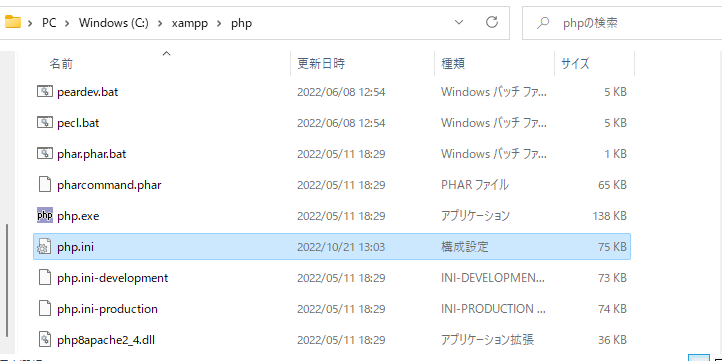 PC > Windows (C:) > xampp > php phpの検索
名前 更新日時 種類 サイズ
peardev.bat 2022/06/08 12:54 Windows バッチ ファ... 5 KB
pecl.bat 2022/06/08 12:54 Windows バッチ ファ... 5 KB
phar.phar.bat 2022/05/11 18:29 Windows バッチ ファ... 1 KB
pharcommand.phar 2022/05/11 18:29 PHAR ファイル 65 KB
php php.exe 2022/05/11 18:29 アプリケーション 138 KB
php.ini 2022/10/21 13:03 構成設定 75 KB
php.ini-development 2022/05/11 18:29 INI-DEVELOPMEN... 73 KB
php.ini-production 2022/05/11 18:29 INI-PRODUCTION ... 74 KB
php8apache2_4.dll 2022/05/11 18:29 アプリケーション拡張 36 KB